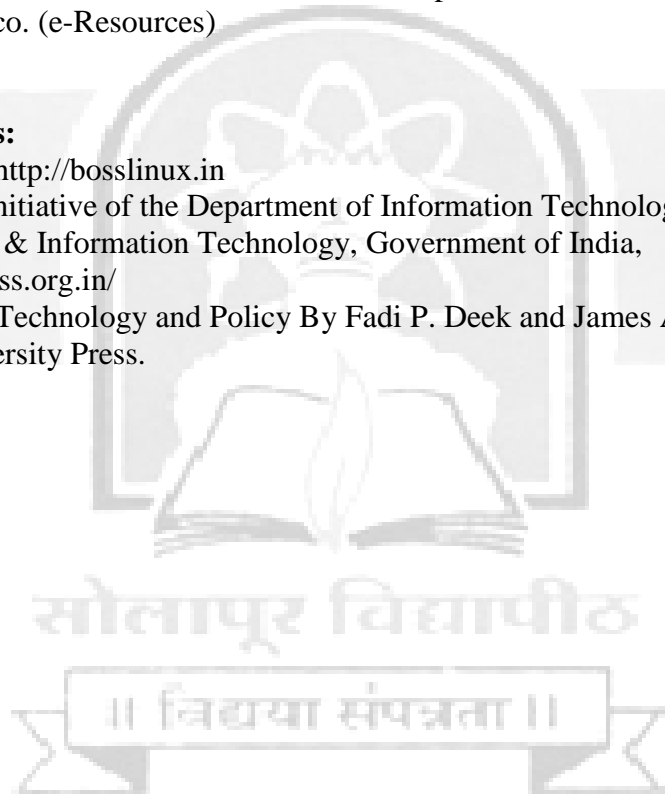 co. (e-Resources)
s:
http://bosslinux.in
nitiative of the Department of Information Technolog
& Information Technology, Government of India,
ss.org.in/
Technology and Policy By Fadi P. Deek and James A
ersity Press.
सोलापूर विद्यापीठ
॥ विद्यया संपन्नता ॥